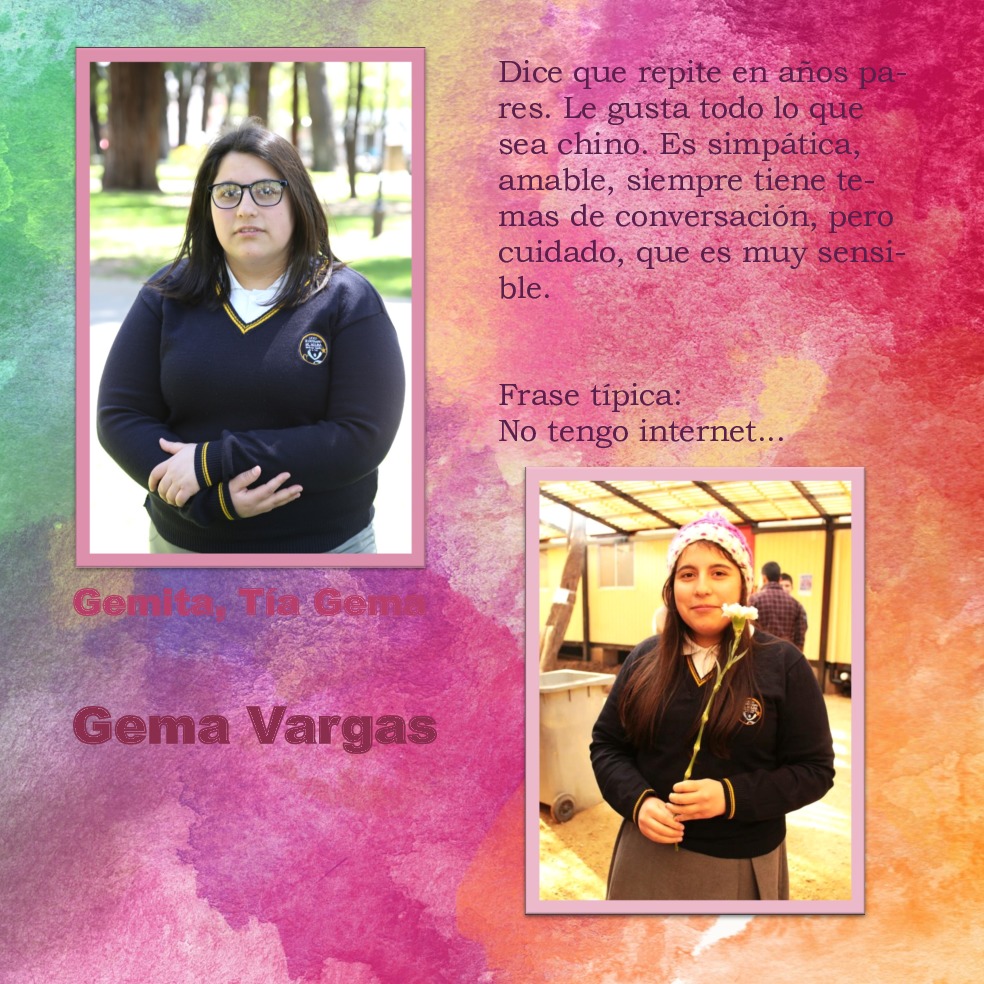 Dice que repite en años pa-
res. Le gusta todo lo que
sea chino. Es simpática,
amable, siempre tiene te-
mas de conversación, pero
cuidado, que es muy sensi-
ble.
Frase típica:
No tengo internet...
Gemita, Tía Gema
Gema Vargas